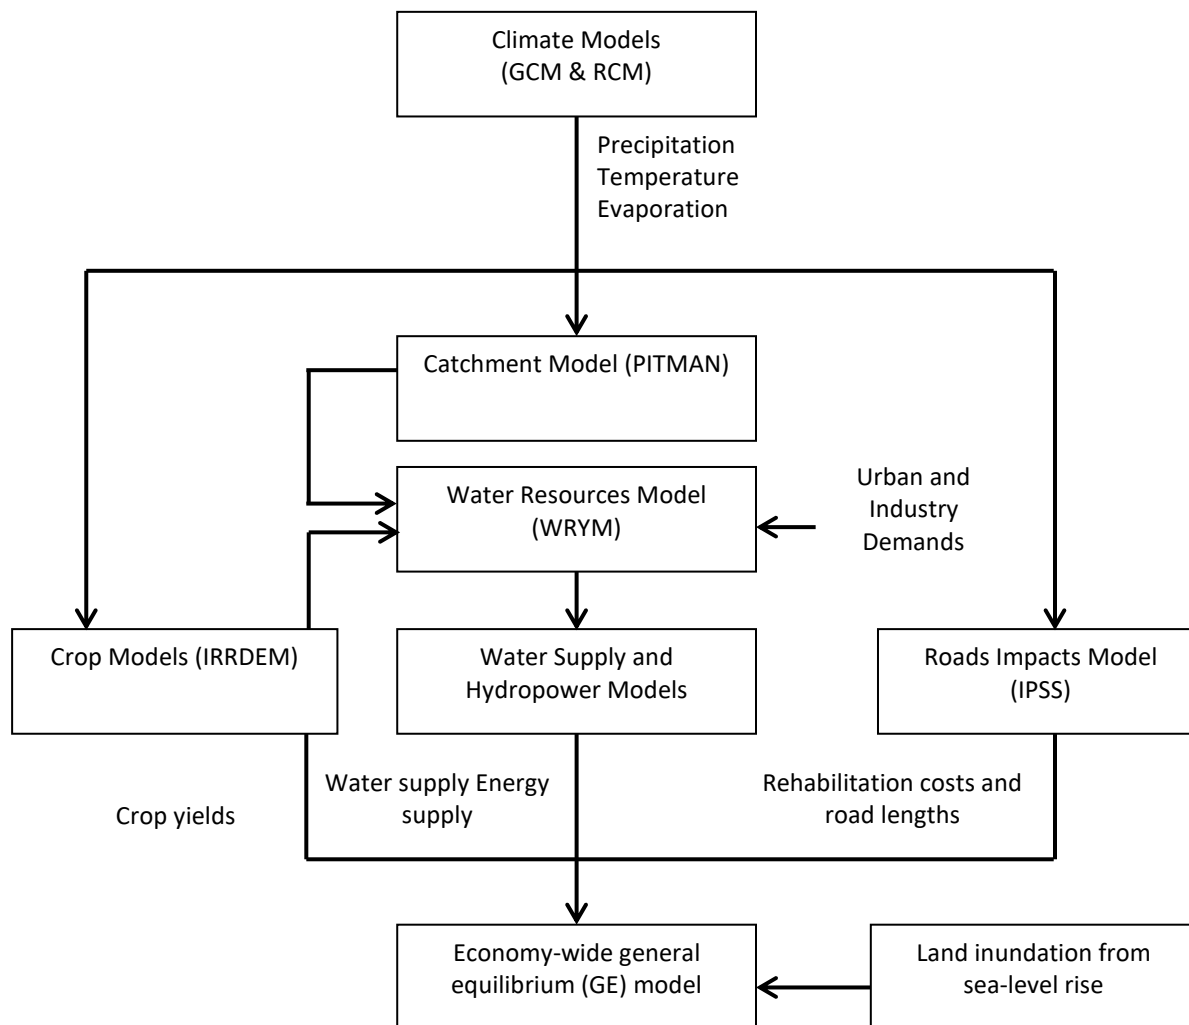 Climate Models
(GCM & RCM)
Precipitation
Temperature
Evaporation
Catchment Model (PITMAN)
Water Resources Model
(WRYM)
Urban and
Industry
Demands
Crop Models (IRRDEM)
Water Supply and
Hydropower Models
Roads Impacts Model
(IPSS)
Crop yields
Water supply Energy
supply
Rehabilitation costs and
road lengths
Economy-wide general
equilibrium (GE) model
Land inundation from
sea-level rise